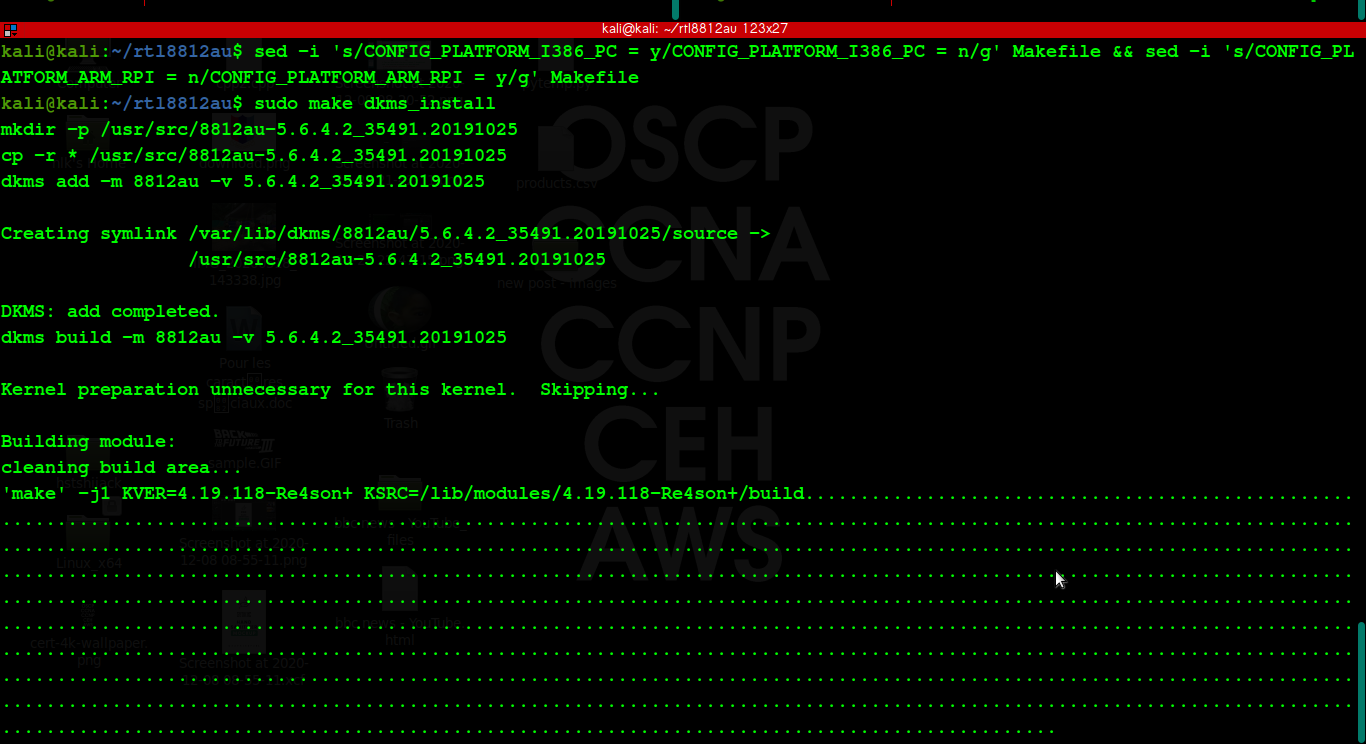 kali@kali: ~/rtl8812au 123x27
kali@kali:~/rtl8812au$ sed -i 's/CONFIG_PLATFORM_I386_PC = y/CONFIG_PLATFORM_I386_PC = n/g' Makefile && sed -i 's/CONFIG_PL
ATFORM_ARM_RPI = n/CONFIG_PLATFORM_ARM_RPI = y/g' Makefile
kali@kali:~/rtl8812au$ sudo make dkms_install
mkdir -p /usr/src/8812au-5.6.4.2_35491.20191025
cp -r * /usr/src/8812au-5.6.4.2_35491.20191025
dkms add -m 8812au -v 5.6.4.2_35491.20191025
Creating symlink /var/lib/dkms/8812au/5.6.4.2_35491.20191025/source ->
/usr/src/8812au-5.6.4.2_35491.20191025
DKMS: add completed.
dkms build -m 8812au -v 5.6.4.2_35491.20191025
Kernel preparation unnecessary for this kernel.  Skipping...
Building module:
cleaning build area...
'make' -j1 KVER=4.19.118-Re4son+ KSRC=/lib/modules/4.19.118-Re4son+/build..................................................
...........................................................................................................................
...........................................................................................................................
...........................................................................................................................
...........................................................................................................................
...........................................................................................................................
...........................................................................................................................
...........................................................................................................................
...........................................................................................................................
................................................................................................
OSCP
CCNA
CCNP
CEH
AWS
products.csv
143338.jpg
new post - images
Pour les
spéciaux.doc
Trash
sample.GIF
Linux_x64
Screenshot at 2020-
12-08 08-55-11.png
files
html
cert-4k-wallpaper
png
Screenshot at 2020-